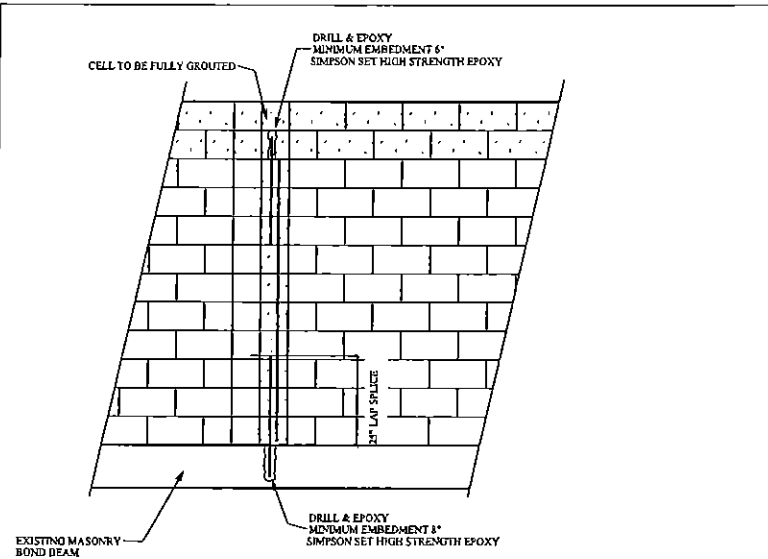 DRILL & EPOXY
MINIMUM EMBEDMENT 6"
SIMPSON SET HIGH STRENGTH EPOXY
CELL TO BE FULLY GROUTED
25" LAP SPLICE
DRILL & EPOXY
MINIMUM EMBEDMENT 8"
SIMPSON SET HIGH STRENGTH EPOXY
EXISTING MASONRY
BOND BEAM